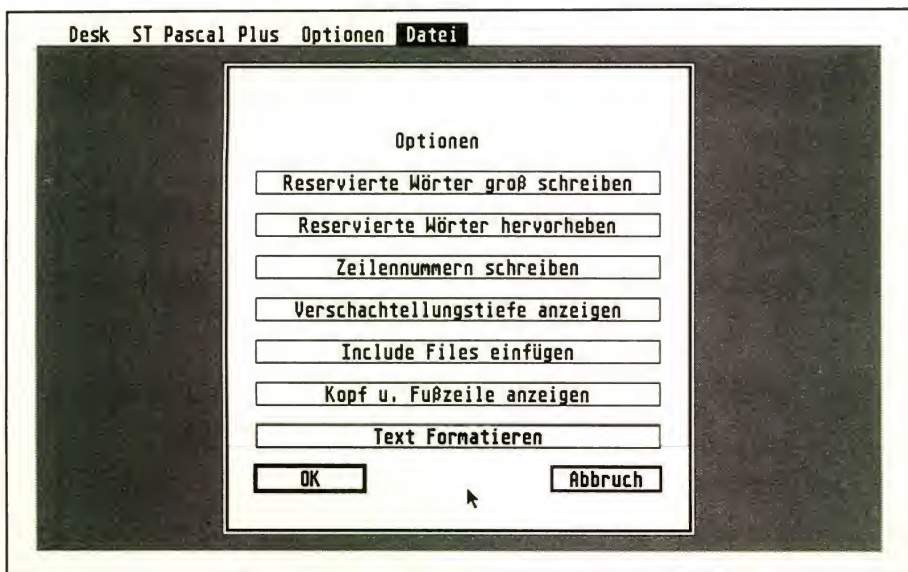 Desk ST Pascal Plus Optionen Datei
Optionen
Reservierte Wörter groß schreiben
Reservierte Wörter hervorheben
Zeilennummern schreiben
Verschachtellungstiefe anzeigen
Include Files einfügen
Kopf u. Fußzeile anzeigen
Text Formatieren
OK Abbruch